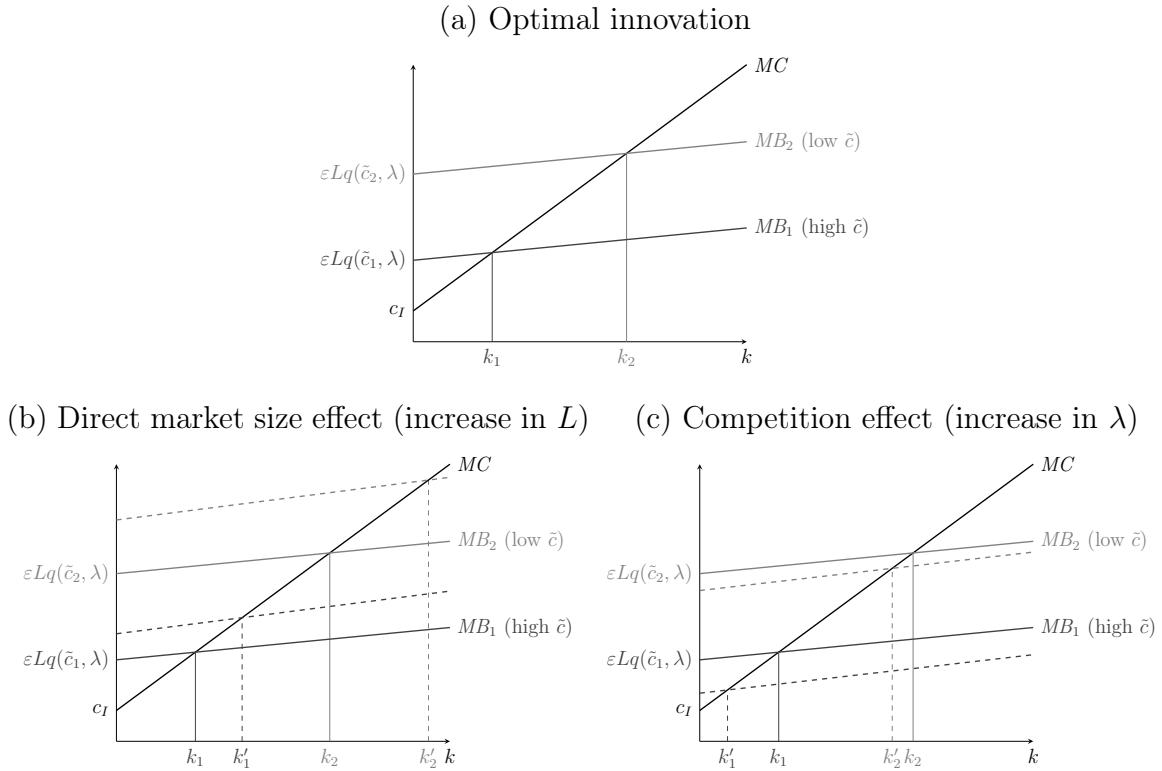 (a) Optimal innovation
MC
MB₂ (low c̃)
εLq(c̃₂, λ)
MB₁ (high c̃)
εLq(c̃₁, λ)
c_I
k₁
k₂
k
(b) Direct market size effect (increase in L)
MC
MB₂ (low c̃)
εLq(c̃₂, λ)
MB₁ (high c̃)
εLq(c̃₁, λ)
c_I
k₁
k′₁
k₂
k′₂
k
(c) Competition effect (increase in λ)
MC
MB₂ (low c̃)
εLq(c̃₂, λ)
MB₁ (high c̃)
εLq(c̃₁, λ)
c_I
k′₁
k₁
k′₂
k₂
k